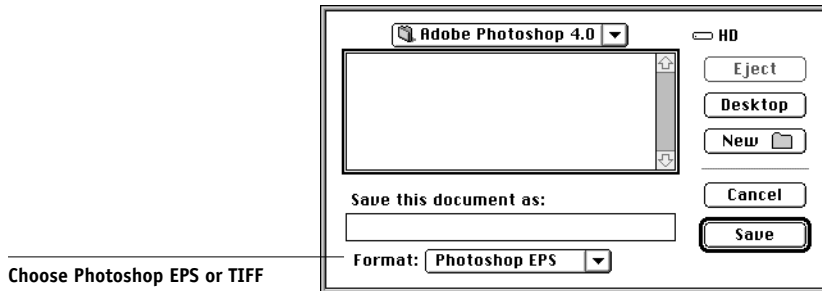 Adobe Photoshop 4.0
HD
Eject
Desktop
New
Save this document as:
Cancel
Save
Format: Photoshop EPS
Choose Photoshop EPS or TIFF